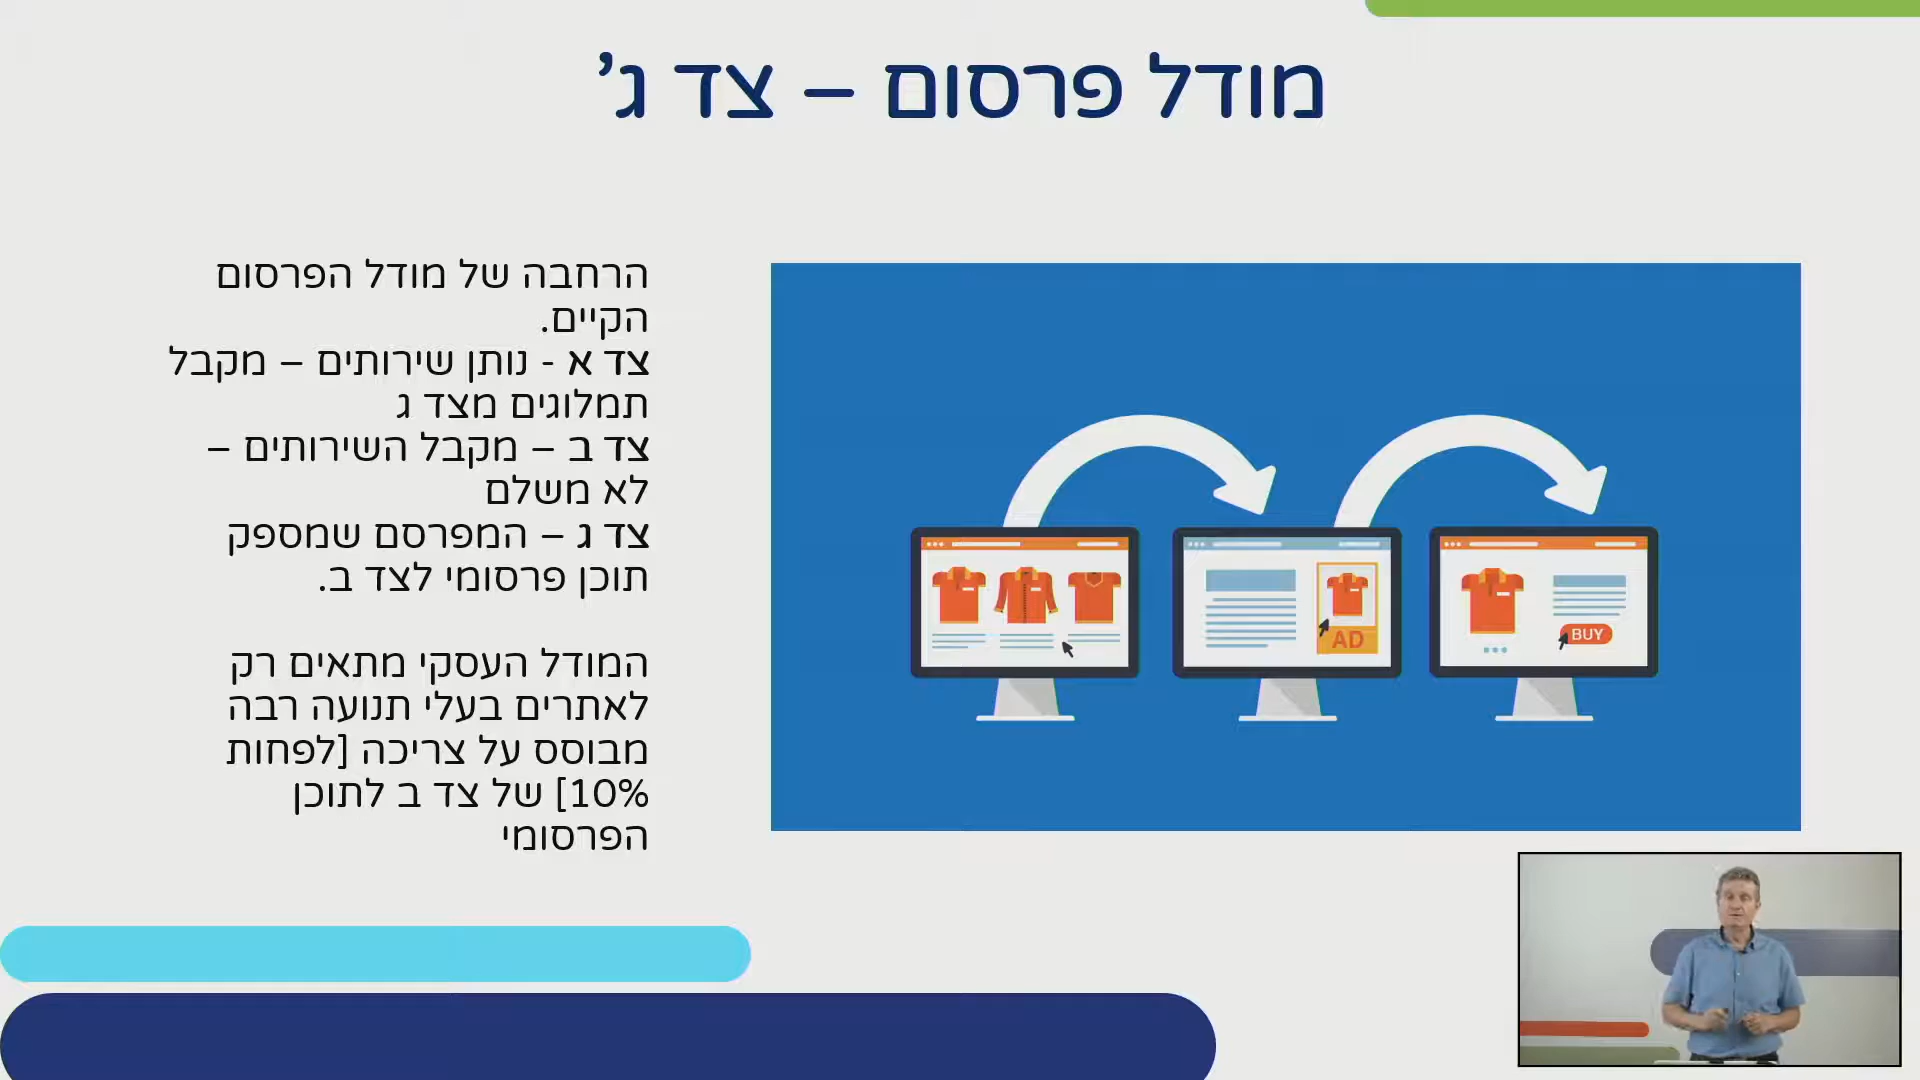 מודל פרסום – צד ג'
הרחבה של מודל הפרסום
הקיים.
צד א - נותן שירותים – מקבל
תמלוגים מצד ג
צד ב – מקבל השירותים –
לא משלם
צד ג – המפרסם שמספק
תוכן פרסומי לצד ב.
המודל העסקי מתאים רק
לאתרים בעלי תנועה רבה
מבוסס על צריכה [לפחות
10%] של צד ב לתוכן
הפרסומי
AD
BUY